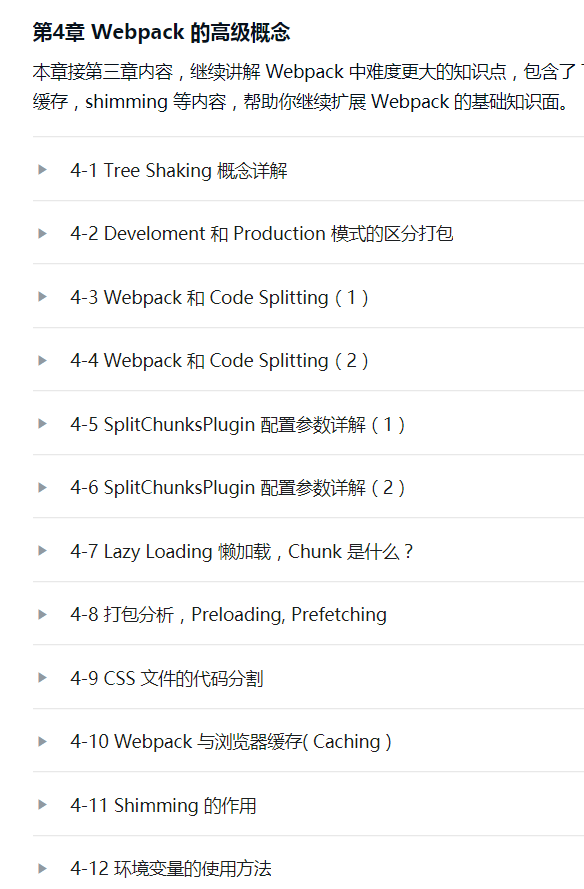 第4章 Webpack 的高级概念
本章接第三章内容，继续讲解 Webpack 中难度更大的知识点，包含了
缓存，shimming 等内容，帮助你继续扩展 Webpack 的基础知识面。
4-1 Tree Shaking 概念详解
4-2 Develoment 和 Production 模式的区分打包
4-3 Webpack 和 Code Splitting（1）
4-4 Webpack 和 Code Splitting（2）
4-5 SplitChunksPlugin 配置参数详解（1）
4-6 SplitChunksPlugin 配置参数详解（2）
4-7 Lazy Loading 懒加载，Chunk 是什么？
4-8 打包分析，Preloading, Prefetching
4-9 CSS 文件的代码分割
4-10 Webpack 与浏览器缓存( Caching )
4-11 Shimming 的作用
4-12 环境变量的使用方法